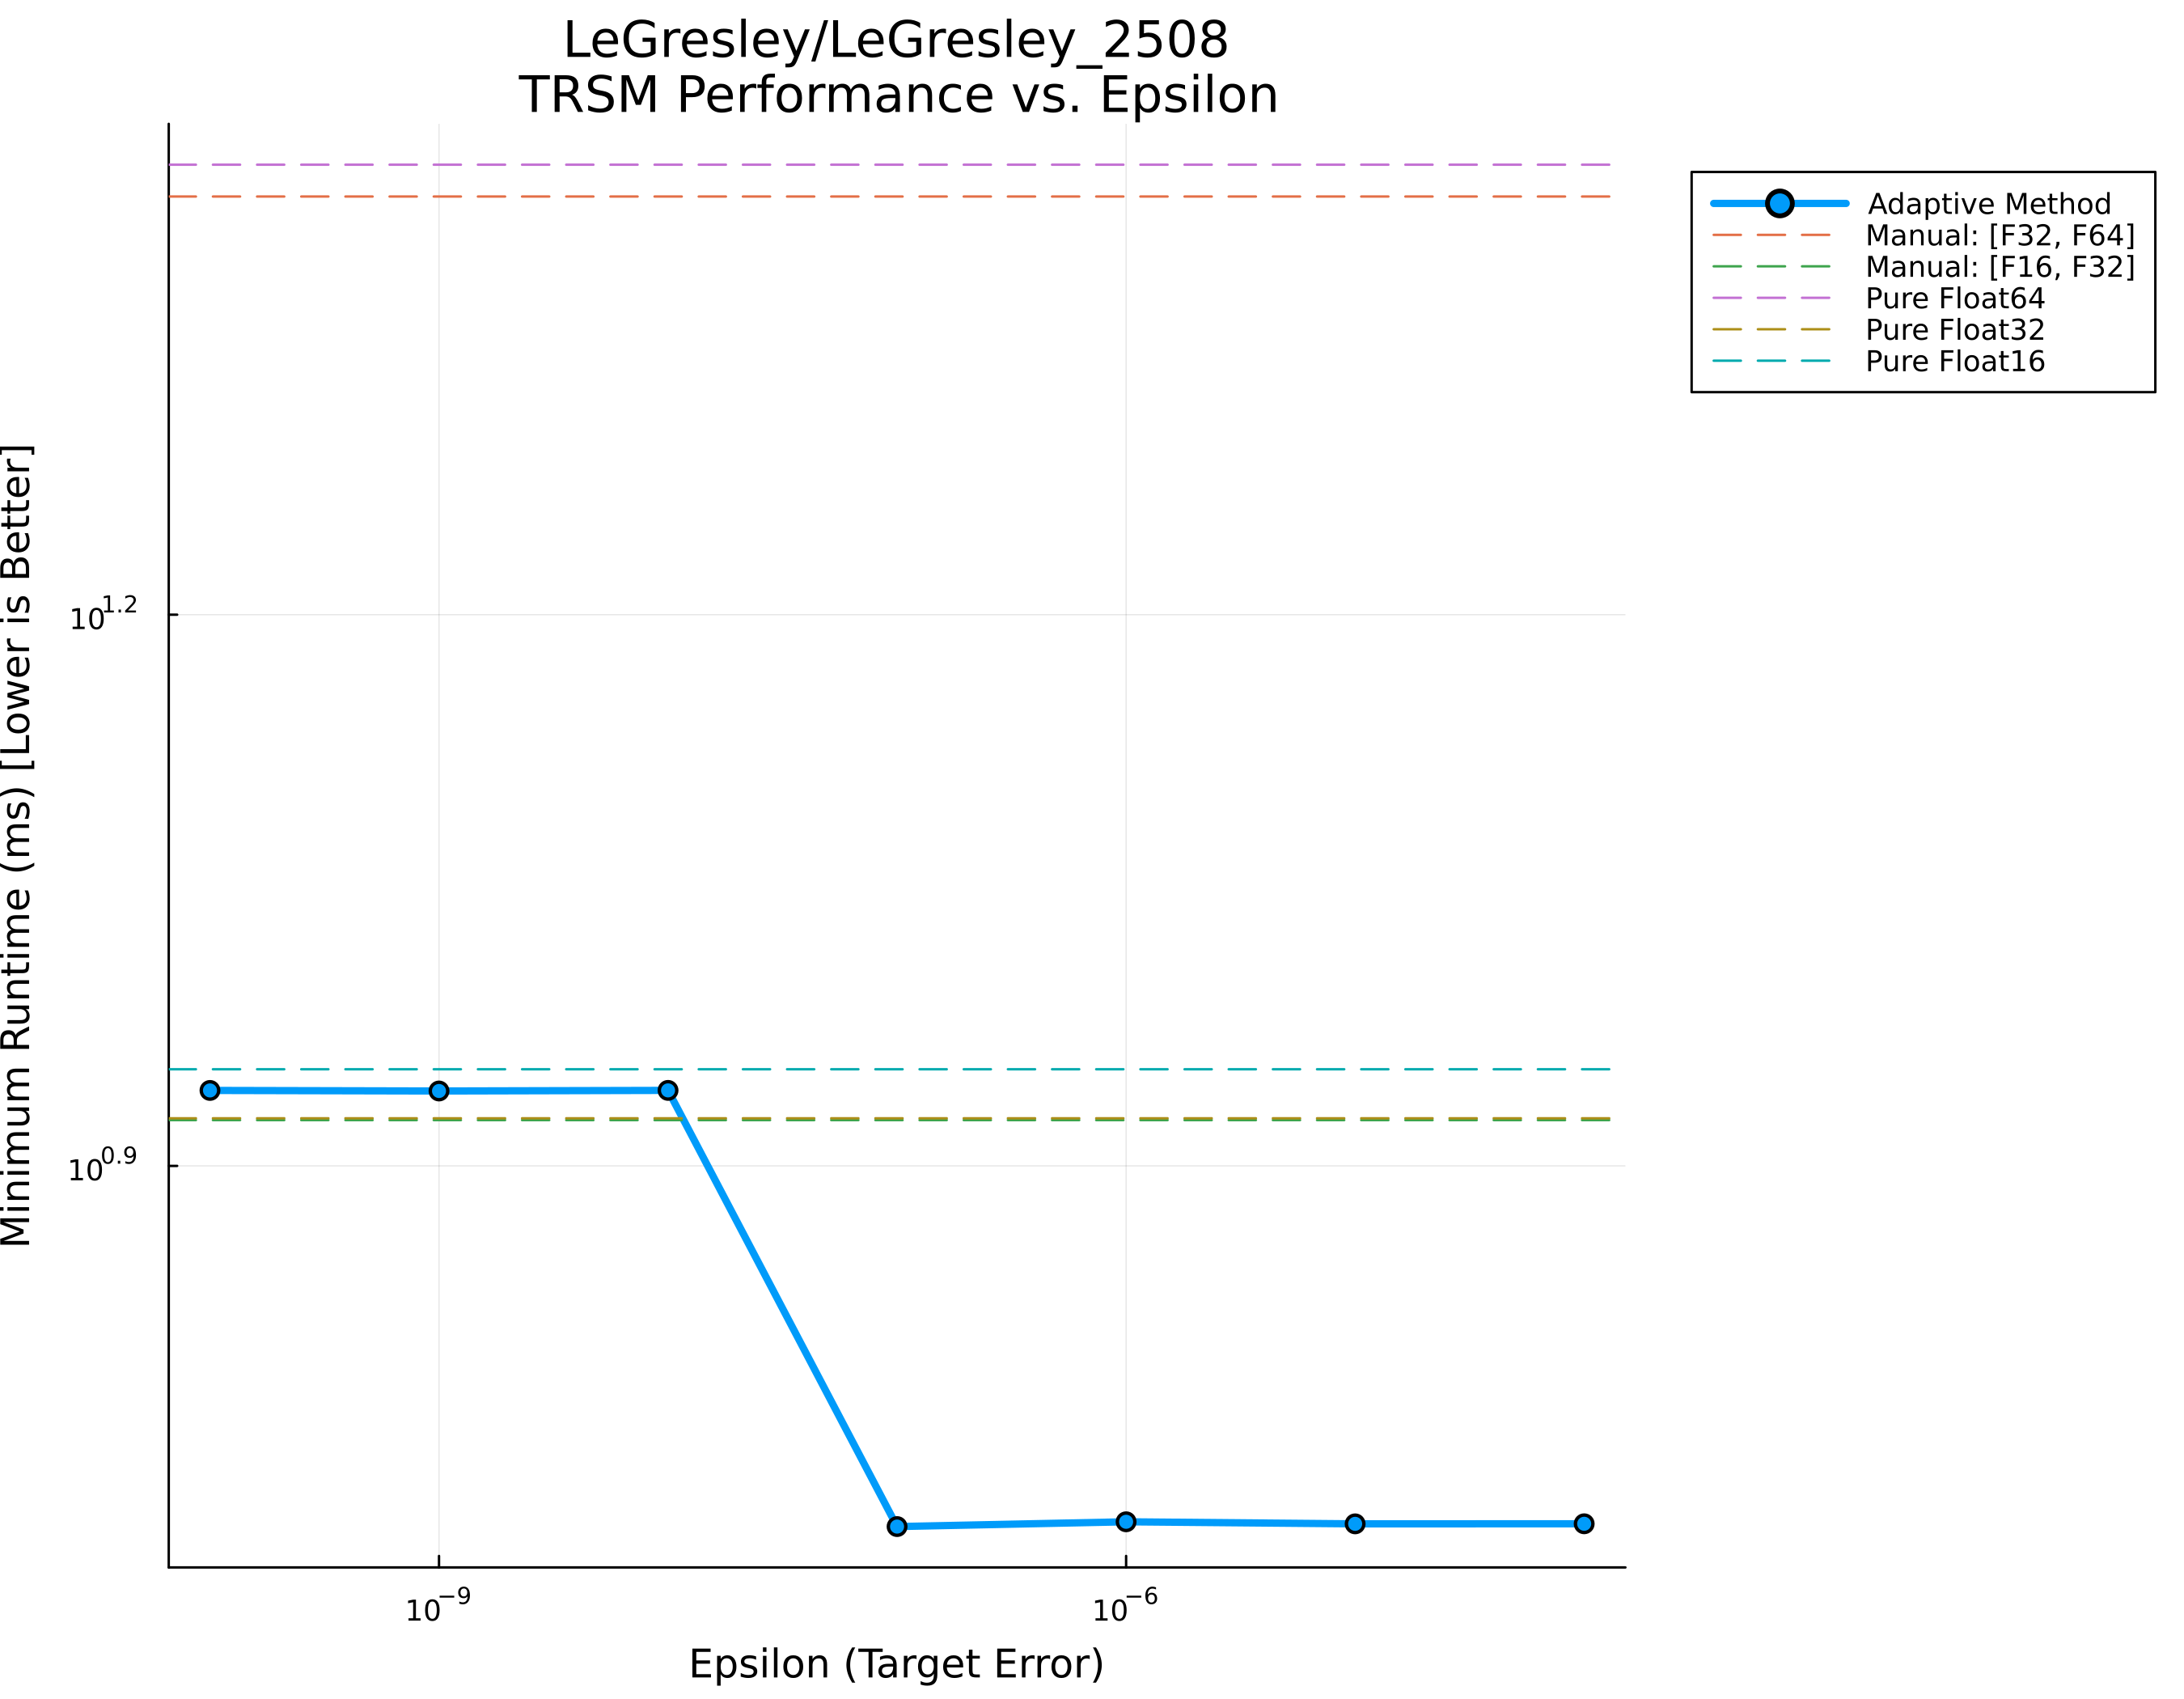 LeGresley/LeGresley_2508
TRSM Performance vs. Epsilon
Adaptive Method
Manual: [F32, F64]
Manual: [F16, F32]
Pure Float64
Pure Float32
Pure Float16
Minimum Runtime (ms) [Lower is Better]
10^1.2
10^0.9
10^−9
10^−6
Epsilon (Target Error)